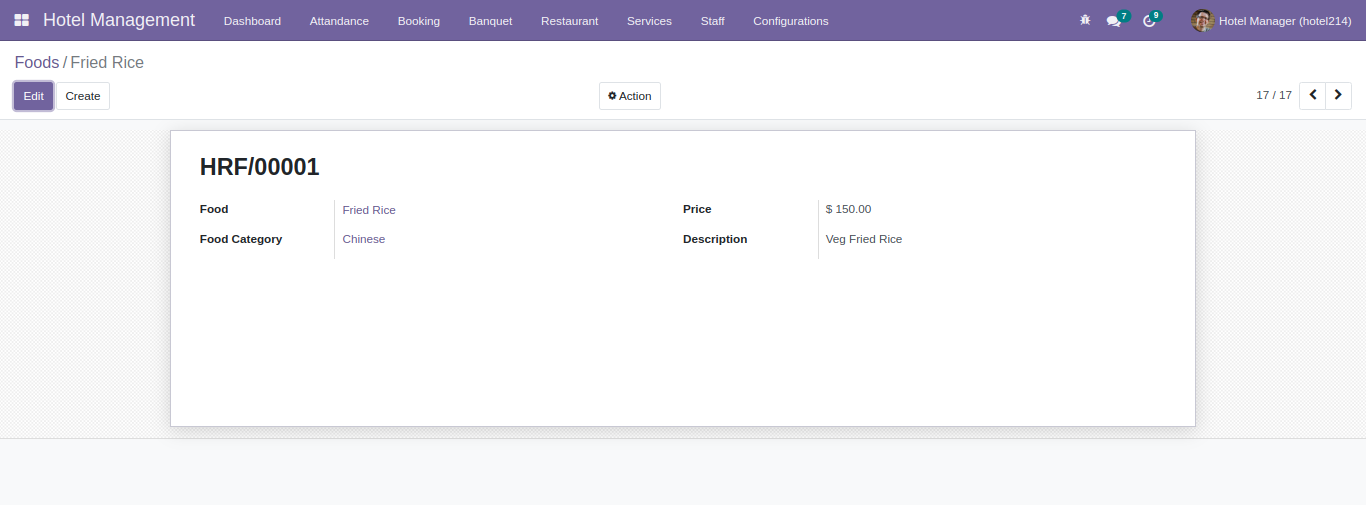 Hotel Management Dashboard Attandance Booking Banquet Restaurant Services Staff Configurations 7 9 Hotel Manager (hotel214)
Foods / Fried Rice
Edit Create Action 17 / 17
HRF/00001
Food Fried Rice Price $ 150.00
Food Category Chinese Description Veg Fried Rice